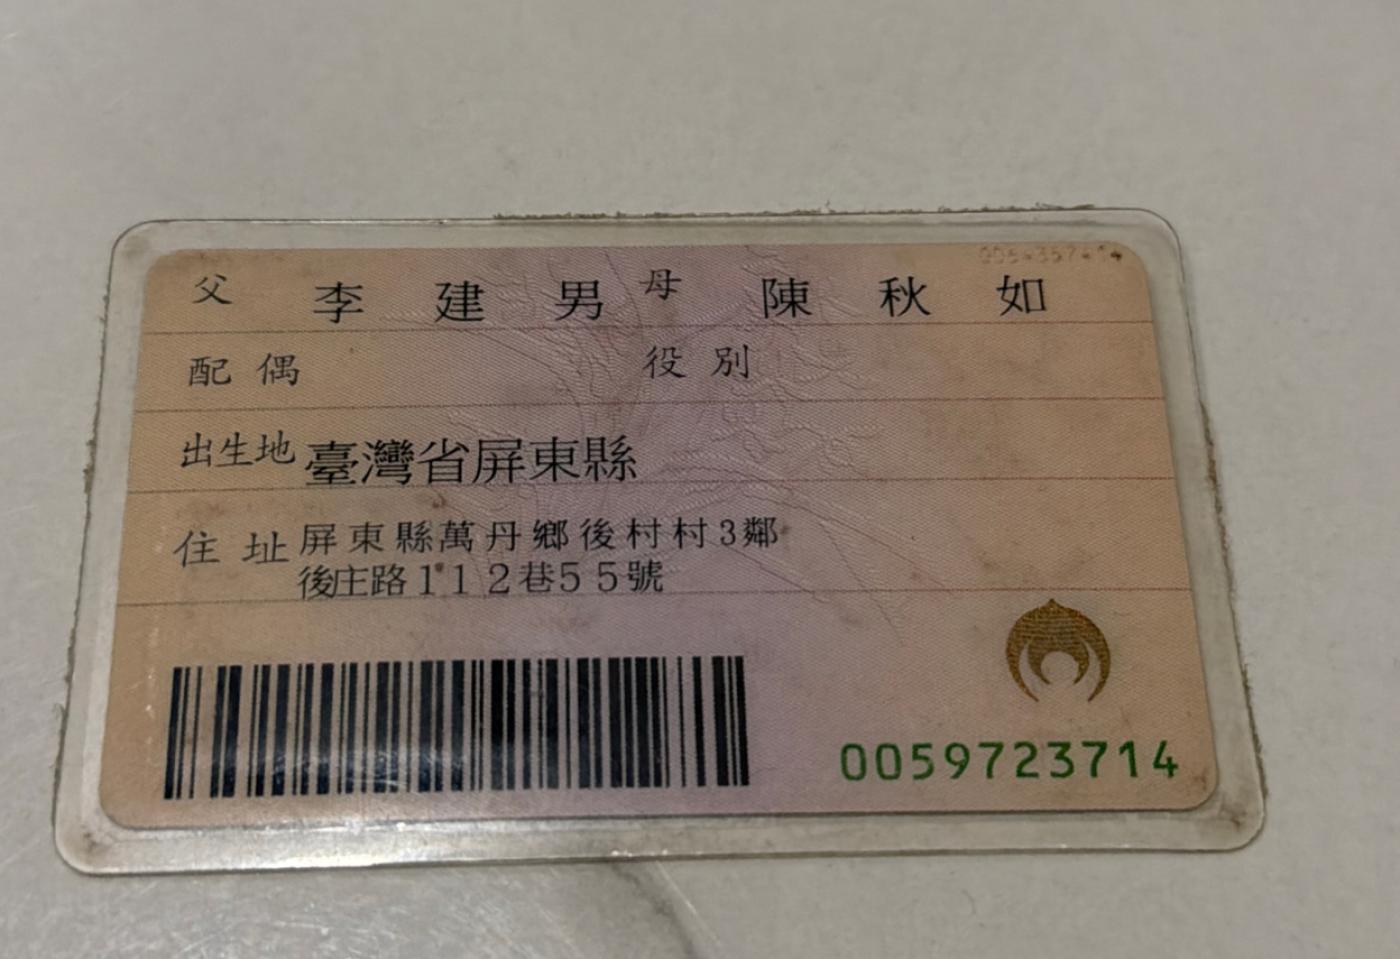 父 李建男 母 陳秋如
配偶 役別
出生地 臺灣省屏東縣
住址 屏東縣萬丹鄉後村村3鄰
後庄路112巷55號
0059723714